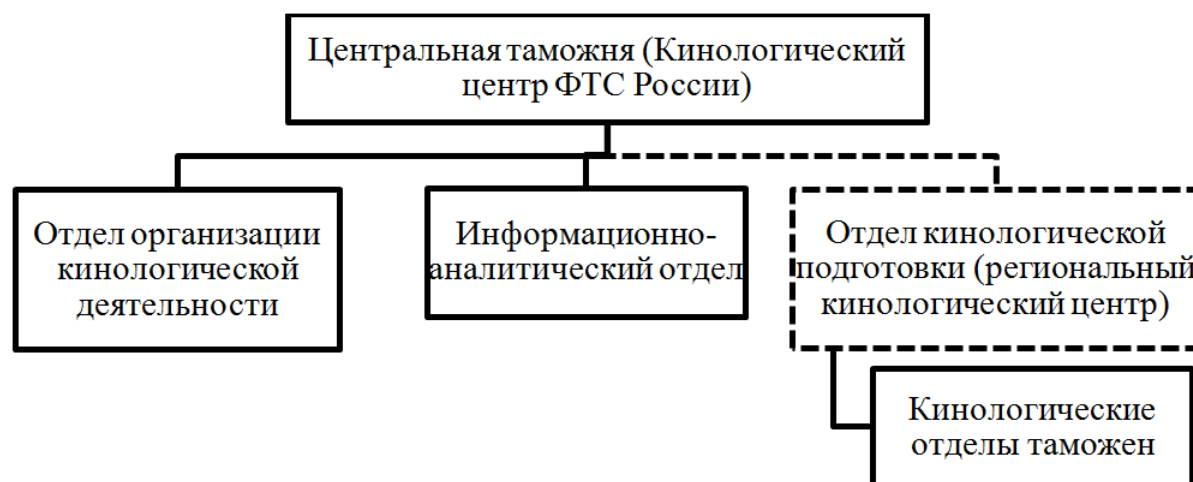 Центральная таможня (Кинологический
центр ФТС России)
Отдел организации
кинологической
деятельности
Информационно-
аналитический отдел
Отдел кинологической
подготовки (региональный
кинологический центр)
Кинологические
отделы таможен